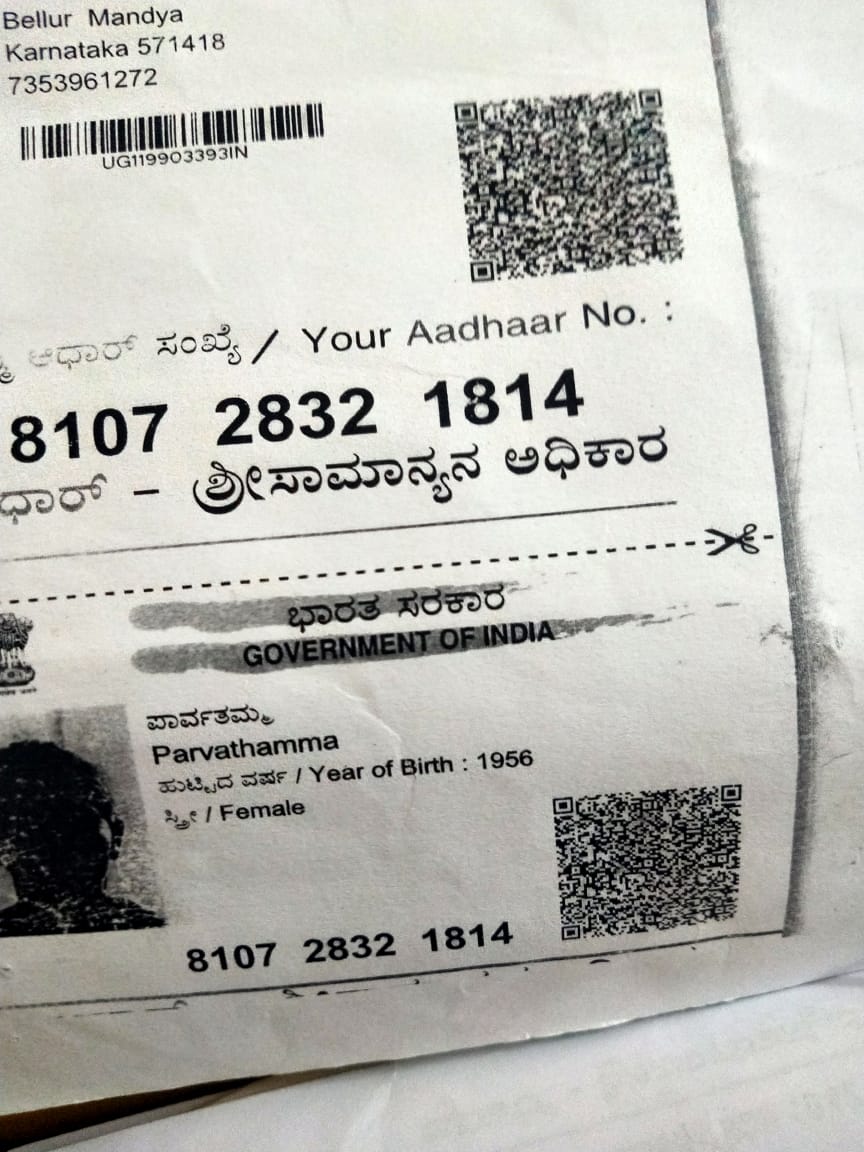 Bellur Mandya
Karnataka 571418
7353961272
UG119903393IN
ಆಧಾರ್ ಸಂಖ್ಯೆ / Your Aadhaar No. :
8107 2832 1814
ಧಾರ್ – ಶ್ರೀಸಾಮಾನ್ಯನ ಅಧಿಕಾರ
ಭಾರತ ಸರಕಾರ
GOVERNMENT OF INDIA
ಪಾರ್ವತಮ್ಮ
Parvathamma
ಹುಟ್ಟಿದ ವರ್ಷ / Year of Birth : 1956
ಸ್ತ್ರೀ / Female
8107 2832 1814